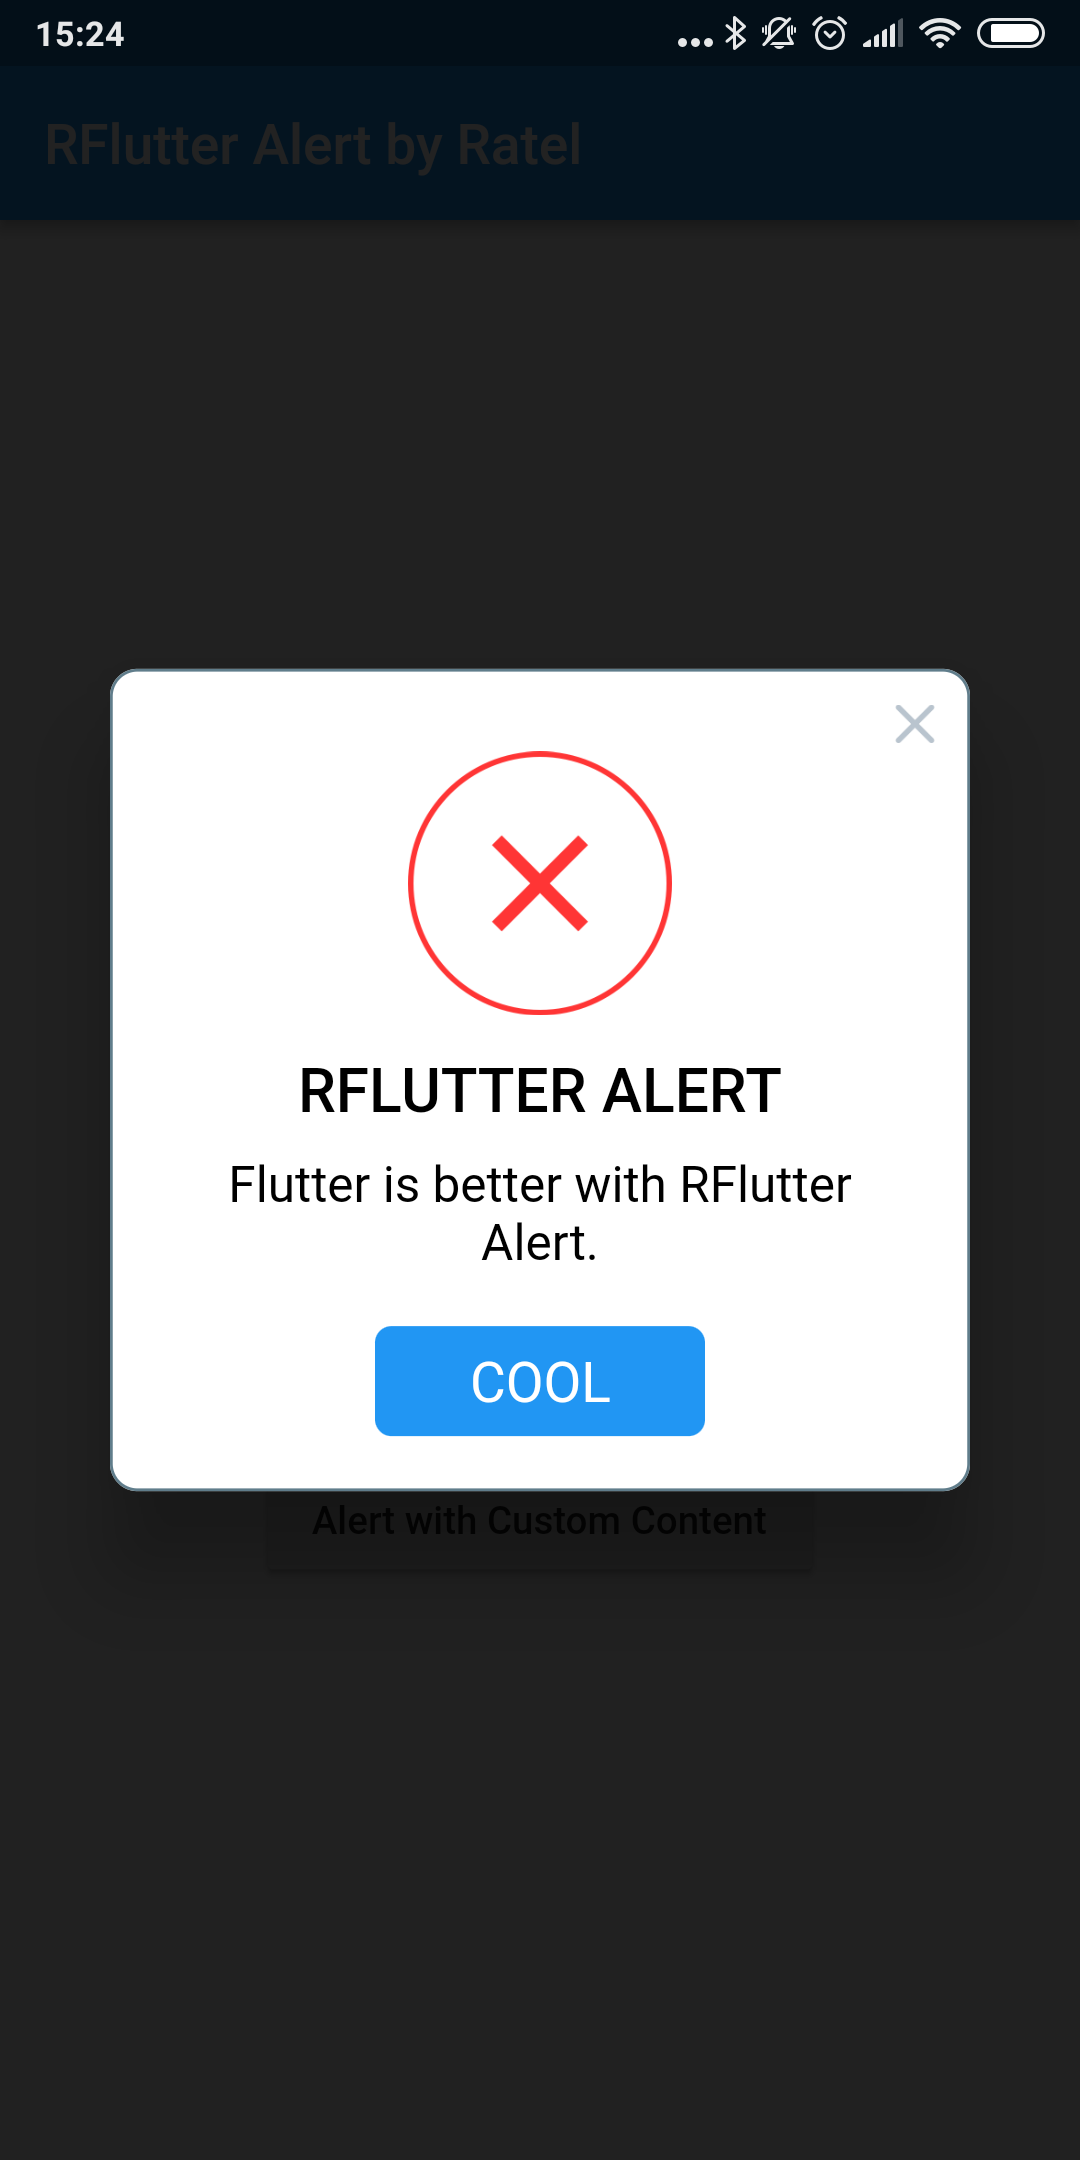 15:24
RFlutter Alert by Ratel
RFLUTTER ALERT
Flutter is better with RFlutter
Alert.
COOL
Alert with Custom Content